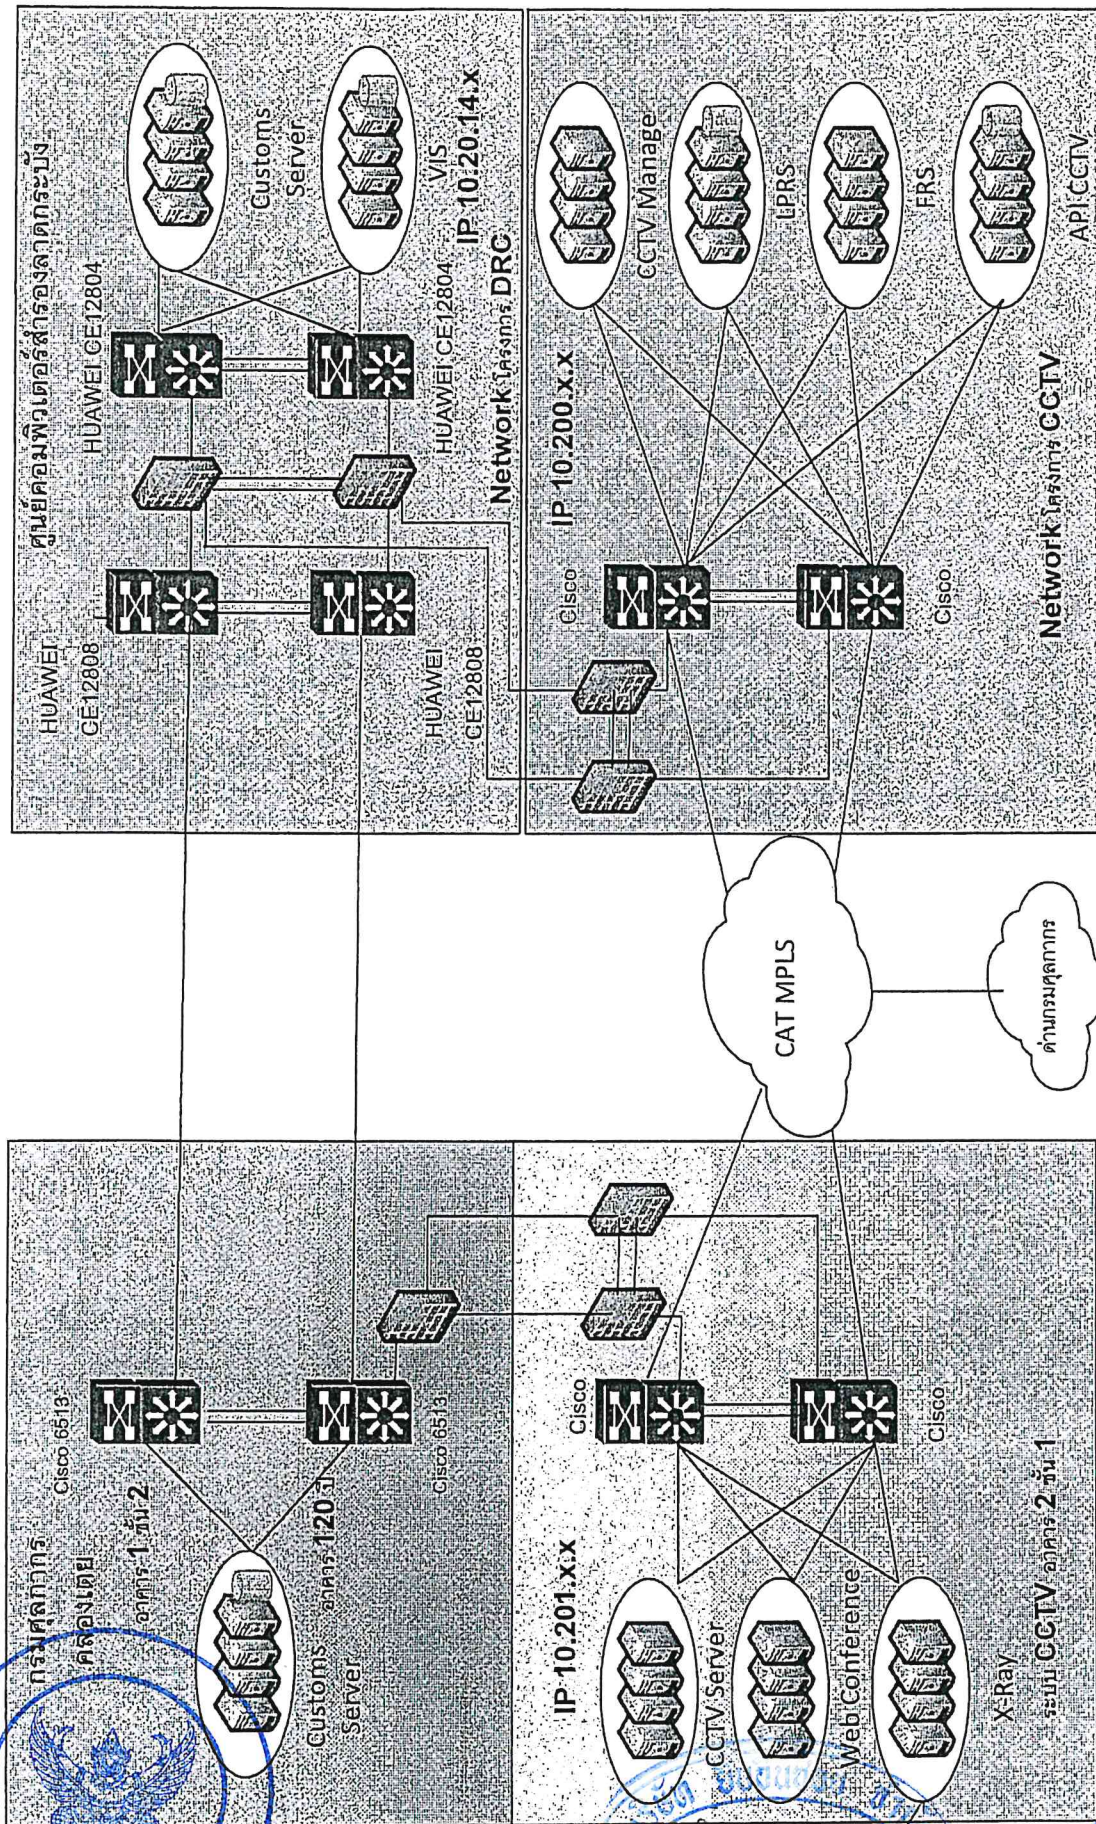 กรมศุลกากร
คลองเตย
อาคาร 1 ชั้น 2
Cisco 6513
Customs
Server
อาคาร 120 ปี
Cisco 6513
IP 10.201.x.x
Cisco
CCTV Server
Web Conference
Cisco
X-Ray
ระบบ CCTV อาคาร 2 ชั้น 1
CAT MPLS
ด่านกรมศุลกากร
ศูนย์คอมพิวเตอร์สำรองลาดกระบัง
HUAWEI
CE12808
HUAWEI CE12804
Customs
Server
HUAWEI
CE12808
HUAWEI CE12804
VIS
IP 10.20.14.x
Network โครงการ DRC
IP 10.200.x.x
Cisco
CCTV Manage
LPRS
Cisco
FRS
API CCTV
Network โครงการ CCTV